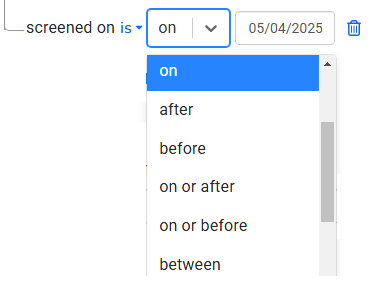 screened on is on 05/04/2025
on
after
before
on or after
on or before
between